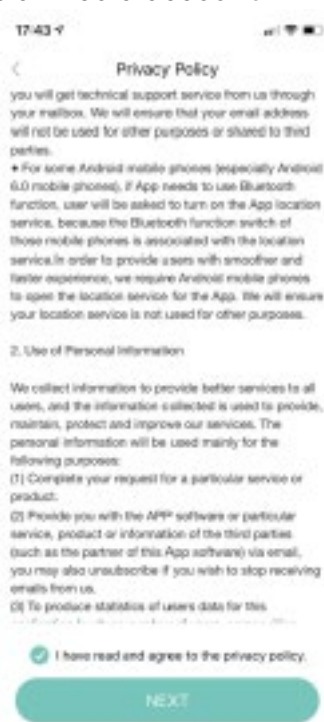 17:43
Privacy Policy
you will get technical support service from us through
your mailbox. We will ensure that your email address
will not be used for other purposes or shared to third
parties.
• For some Android mobile phones (especially Android
6.0 mobile phones), if App needs to use Bluetooth
function, user will be asked to turn on the App location
service, because the Bluetooth function switch of
those mobile phones is associated with the location
service.In order to provide users with smoother and
faster experience, we require Android mobile phones
to open the location service for the App. We will ensure
your location service is not used for other purposes.
2. Use of Personal Information
We collect information to provide better services to all
users, and the information collected is used to provide,
maintain, protect and improve our services. The
personal information will be used mainly for the
following purposes:
(1) Complete your request for a particular service or
product.
(2) Provide you with the APP software or particular
service, product or information of the third parties
(such as the partner of this App software) via email,
you may also unsubscribe if you wish to stop receiving
emails from us.
(3) To produce statistics of users data for this
I have read and agree to the privacy policy.
NEXT